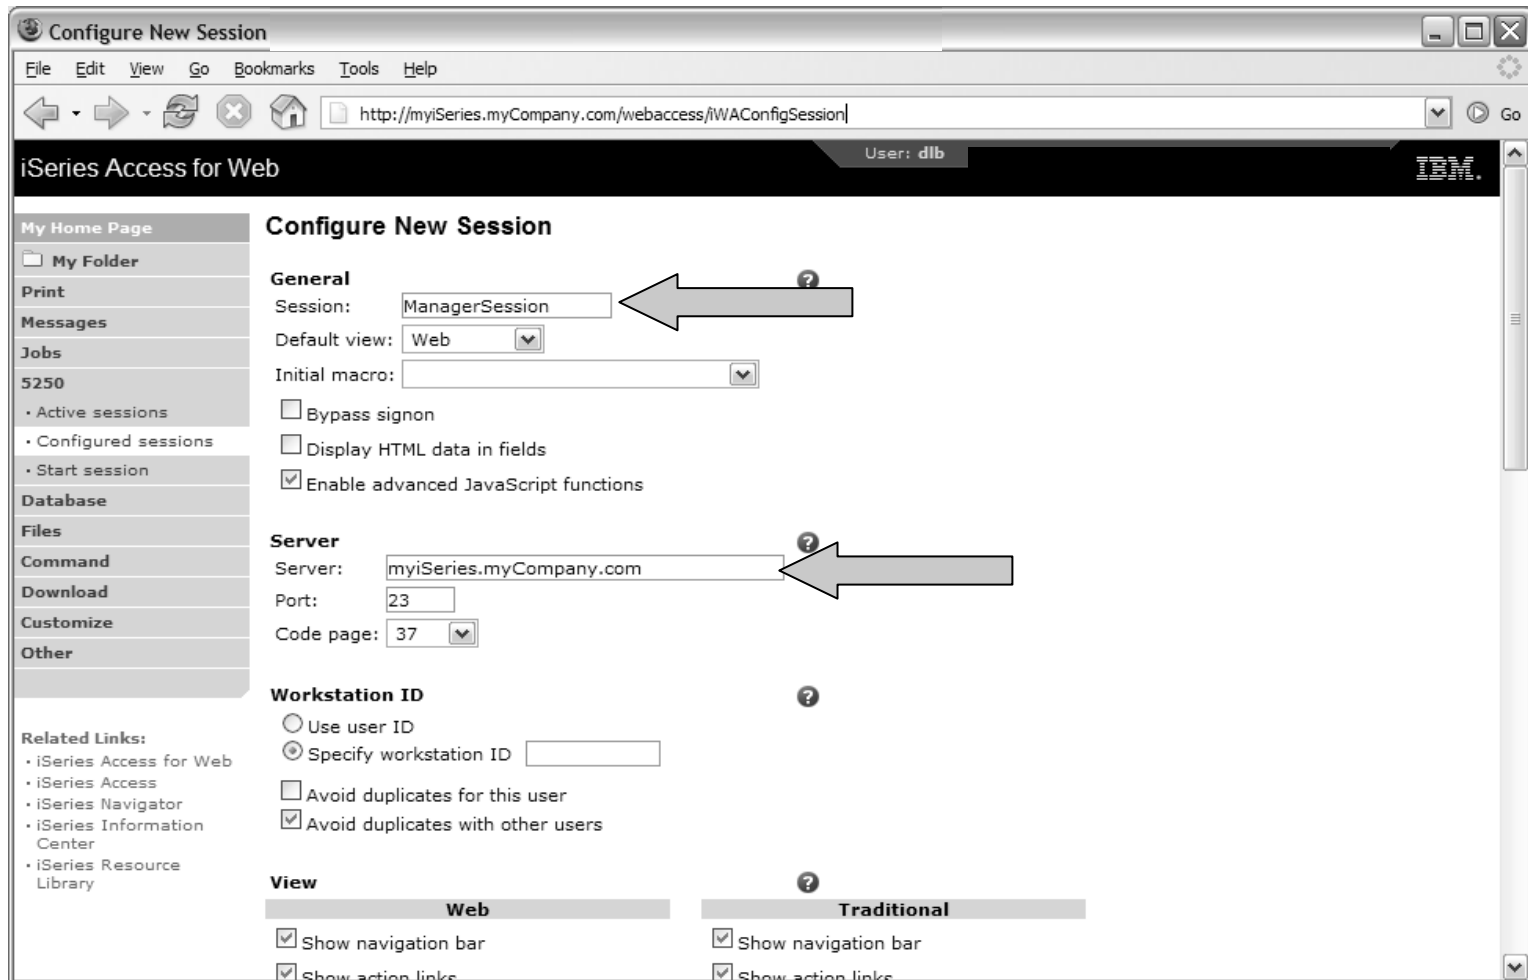 Configure New Session
File Edit View Go Bookmarks Tools Help
http://myiSeries.myCompany.com/webaccess/iWAConfigSession
Go
iSeries Access for Web
User: dlb
IBM.
My Home Page
My Folder
Print
Messages
Jobs
5250
• Active sessions
• Configured sessions
• Start session
Database
Files
Command
Download
Customize
Other
Related Links:
• iSeries Access for Web
• iSeries Access
• iSeries Navigator
• iSeries Information
Center
• iSeries Resource
Library
Configure New Session
General ?
Session: ManagerSession
Default view: Web
Initial macro:
Bypass signon
Display HTML data in fields
Enable advanced JavaScript functions
Server ?
Server: myiSeries.myCompany.com
Port: 23
Code page: 37
Workstation ID ?
Use user ID
Specify workstation ID
Avoid duplicates for this user
Avoid duplicates with other users
View ?
Web Traditional
Show navigation bar Show navigation bar
Show action links Show action links